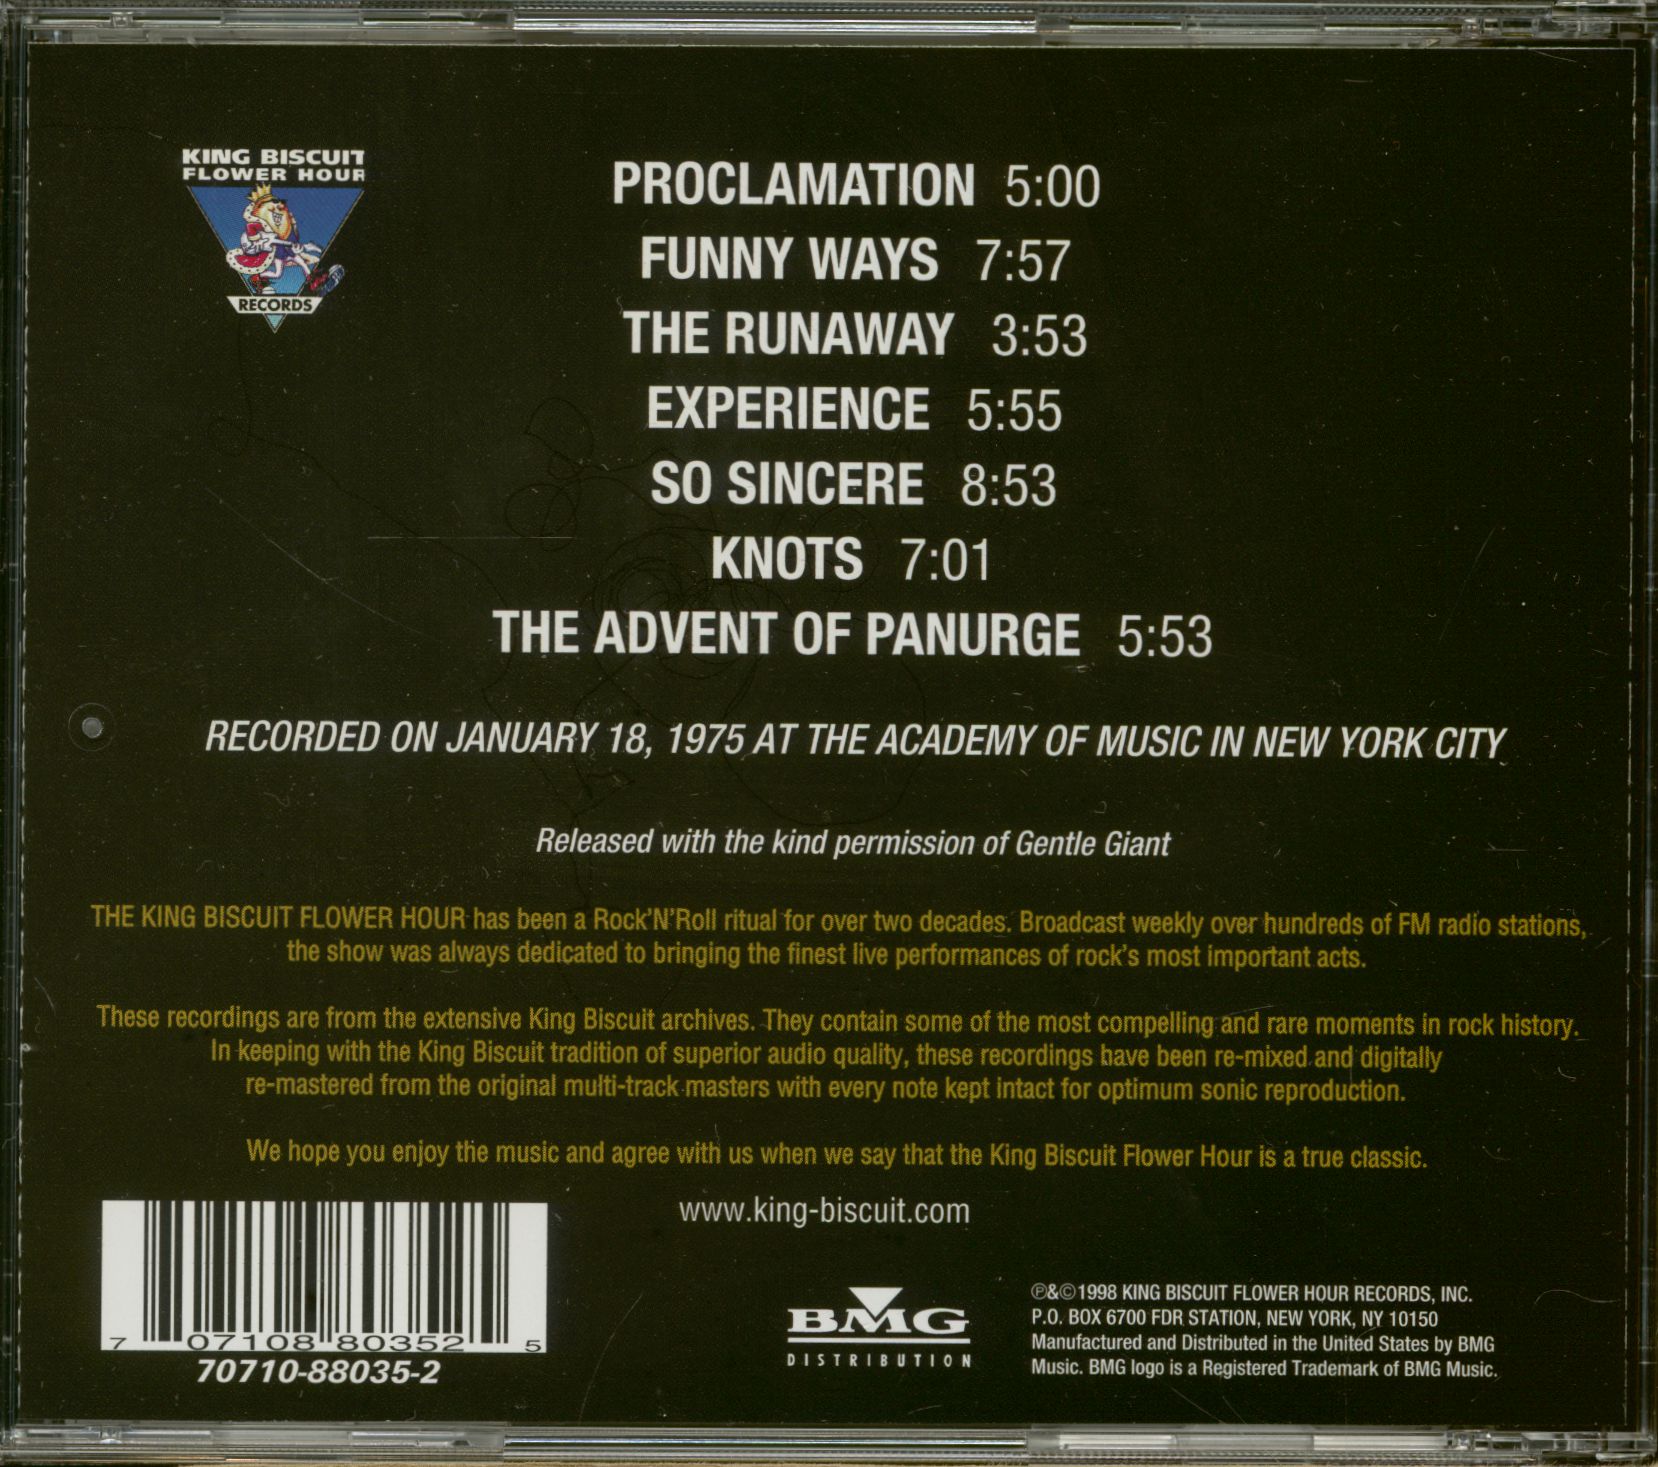 KING BISCUIT
FLOWER HOUR
RECORDS
PROCLAMATION 5:00
FUNNY WAYS 7:57
THE RUNAWAY 3:53
EXPERIENCE 5:55
SO SINCERE 8:53
KNOTS 7:01
THE ADVENT OF PANURGE 5:53
RECORDED ON JANUARY 18, 1975 AT THE ACADEMY OF MUSIC IN NEW YORK CITY
Released with the kind permission of Gentle Giant
THE KING BISCUIT FLOWER HOUR has been a Rock'N'Roll ritual for over two decades. Broadcast weekly over hundreds of FM radio stations,
the show was always dedicated to bringing the finest live performances of rock's most important acts.
These recordings are from the extensive King Biscuit archives. They contain some of the most compelling and rare moments in rock history.
In keeping with the King Biscuit tradition of superior audio quality, these recordings have been re-mixed and digitally
re-mastered from the original multi-track masters with every note kept intact for optimum sonic reproduction.
We hope you enjoy the music and agree with us when we say that the King Biscuit Flower Hour is a true classic.
www.king-biscuit.com
7 07108 80352 5
70710-88035-2
BMG
DISTRIBUTION
℗&©1998 KING BISCUIT FLOWER HOUR RECORDS, INC.
P.O. BOX 6700 FDR STATION, NEW YORK, NY 10150
Manufactured and Distributed in the United States by BMG
Music. BMG logo is a Registered Trademark of BMG Music.